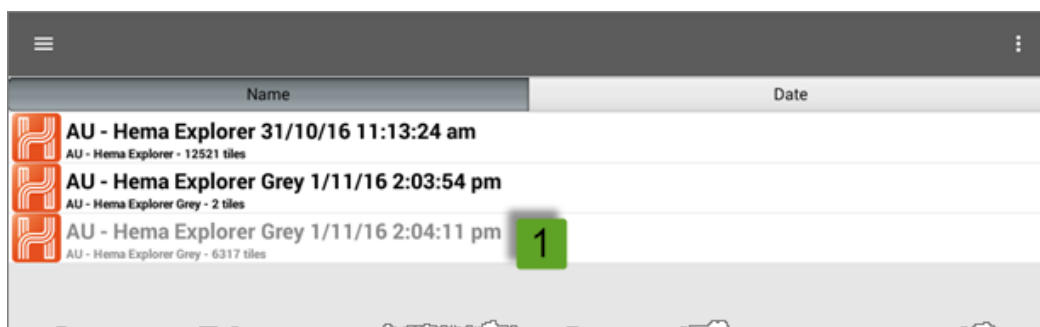 Name
Date
AU - Hema Explorer 31/10/16 11:13:24 am
AU - Hema Explorer - 12521 tiles
AU - Hema Explorer Grey 1/11/16 2:03:54 pm
AU - Hema Explorer Grey - 2 tiles
AU - Hema Explorer Grey 1/11/16 2:04:11 pm
1
AU - Hema Explorer Grey - 6317 tiles